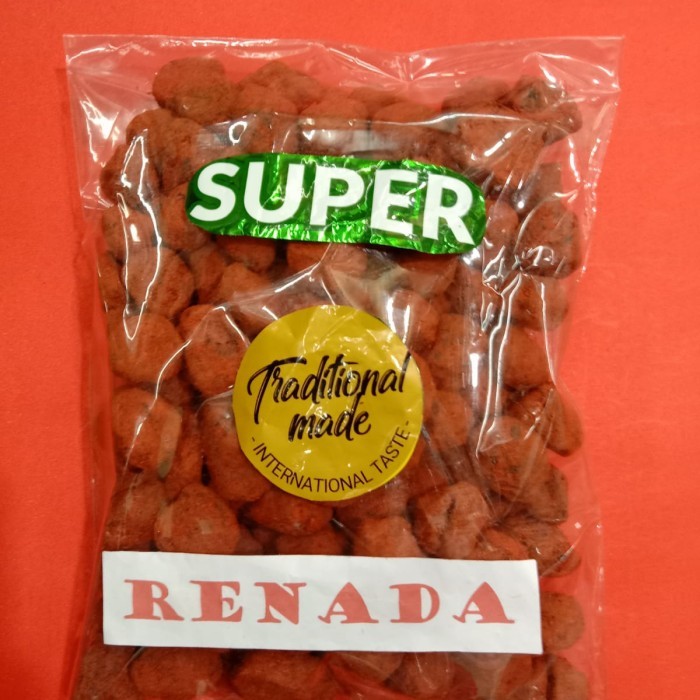 SUPER
Traditional
made
- INTERNATIONAL TASTE -
RENADA